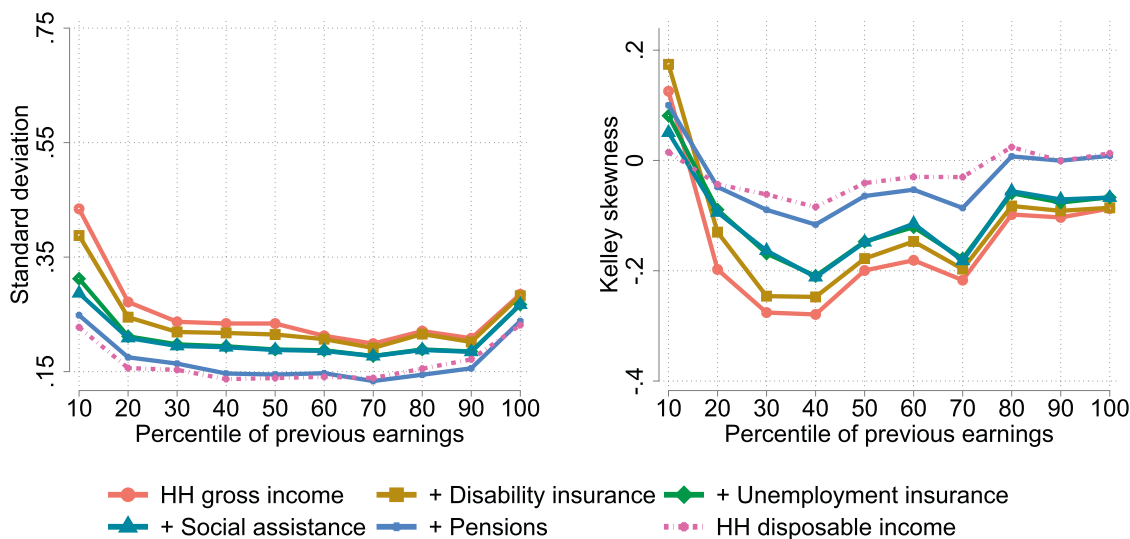 .75
.55
.35
.15
Standard deviation
10 20 30 40 50 60 70 80 90 100
Percentile of previous earnings
.2
0
-.2
-.4
Kelley skewness
10 20 30 40 50 60 70 80 90 100
Percentile of previous earnings
HH gross income + Disability insurance + Unemployment insurance
+ Social assistance + Pensions HH disposable income